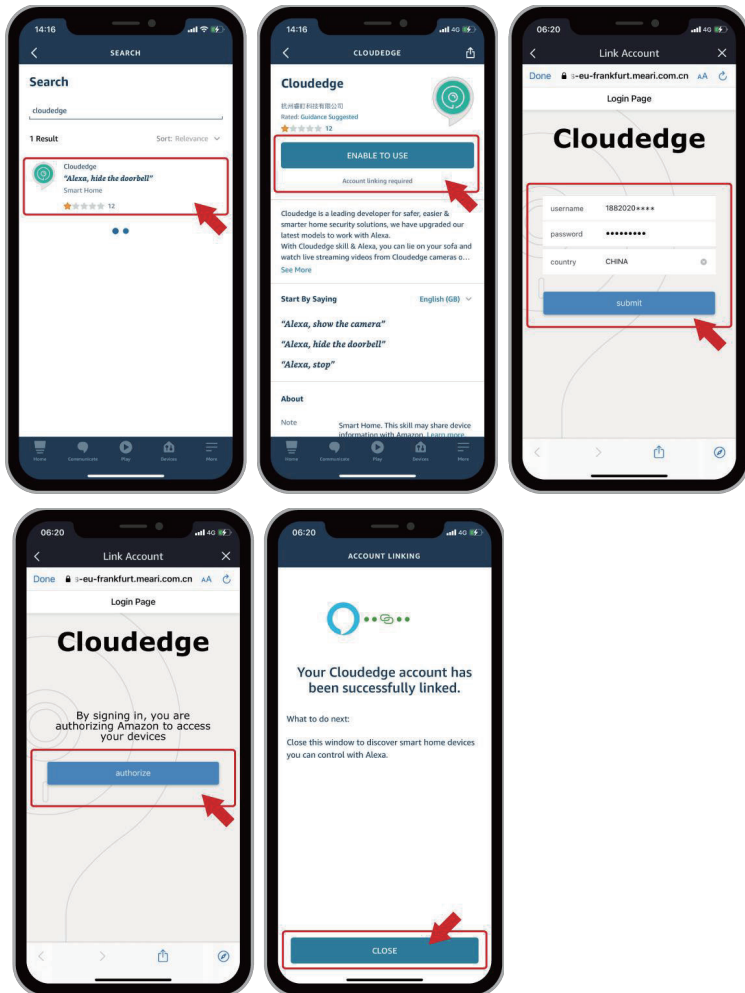 14:16
SEARCH
Search
cloudedge
1 Result
Sort: Relevance
Cloudedge
"Alexa, hide the doorbell"
Smart Home
12
14:16
4G
CLOUDEDGE
Cloudedge
杭州睿盯科技有限公司
Rated: Guidance Suggested
12
ENABLE TO USE
Account linking required
Cloudedge is a leading developer for safer, easier &
smarter home security solutions, we have upgraded our
latest models to work with Alexa.
With Cloudedge skill & Alexa, you can lie on your sofa and
watch live streaming videos from Cloudedge cameras o...
See More
Start By Saying
English (GB)
"Alexa, show the camera"
"Alexa, hide the doorbell"
"Alexa, stop"
About
Note
Smart Home. This skill may share device
information with Amazon. Learn more.
Home Communicate Play Devices More
Home Communicate Play Devices More
06:20
4G
Link Account
Done
-eu-frankfurt.meari.com.cn
AA
Login Page
Cloudedge
username 1882020****
password •••••••••
country CHINA
submit
06:20
4G
Link Account
Done
-eu-frankfurt.meari.com.cn
AA
Login Page
Cloudedge
By signing in, you are
authorizing Amazon to access
your devices
authorize
06:20
4G
ACCOUNT LINKING
Your Cloudedge account has
been successfully linked.
What to do next:
Close this window to discover smart home devices
you can control with Alexa.
CLOSE